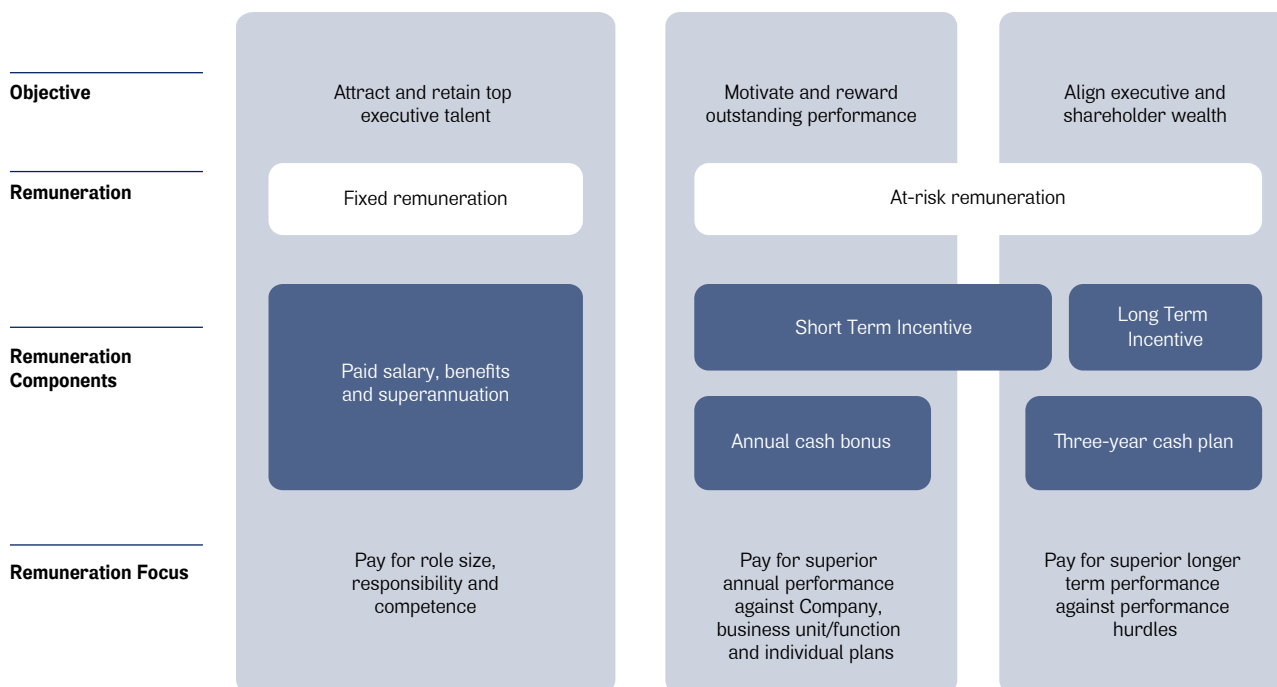 Objective
Attract and retain top
executive talent
Motivate and reward
outstanding performance
Align executive and
shareholder wealth
Remuneration
Fixed remuneration
At-risk remuneration
Remuneration
Components
Paid salary, benefits
and superannuation
Short Term Incentive
Long Term
Incentive
Annual cash bonus
Three-year cash plan
Remuneration Focus
Pay for role size,
responsibility and
competence
Pay for superior
annual performance
against Company,
business unit/function
and individual plans
Pay for superior longer
term performance
against performance
hurdles